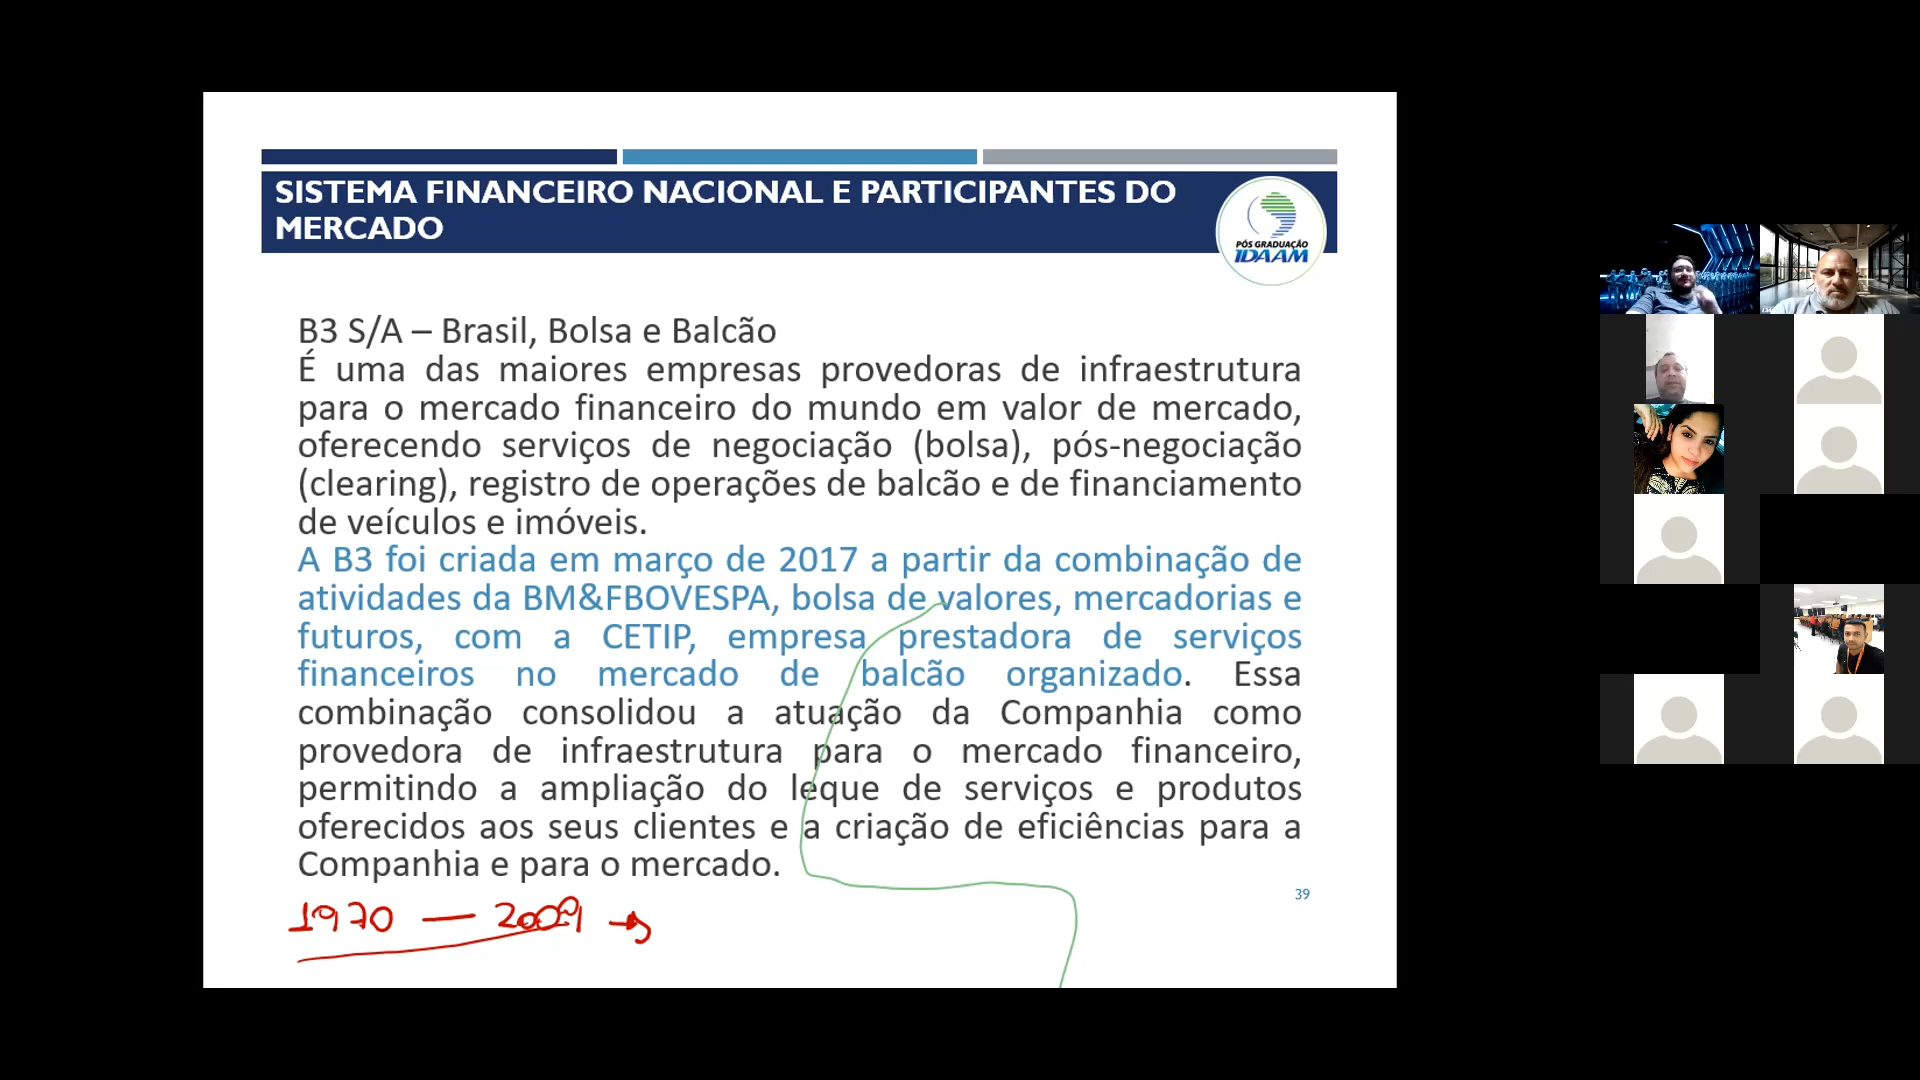 SISTEMA FINANCEIRO NACIONAL E PARTICIPANTES DO
MERCADO
PÓS GRADUAÇÃO
IDAAM
B3 S/A – Brasil, Bolsa e Balcão
É uma das maiores empresas provedoras de infraestrutura
para o mercado financeiro do mundo em valor de mercado,
oferecendo serviços de negociação (bolsa), pós-negociação
(clearing), registro de operações de balcão e de financiamento
de veículos e imóveis.
A B3 foi criada em março de 2017 a partir da combinação de
atividades da BM&FBOVESPA, bolsa de valores, mercadorias e
futuros, com a CETIP, empresa prestadora de serviços
financeiros no mercado de balcão organizado. Essa
combinação consolidou a atuação da Companhia como
provedora de infraestrutura para o mercado financeiro,
permitindo a ampliação do leque de serviços e produtos
oferecidos aos seus clientes e a criação de eficiências para a
Companhia e para o mercado.
39
1970 — 2009 →